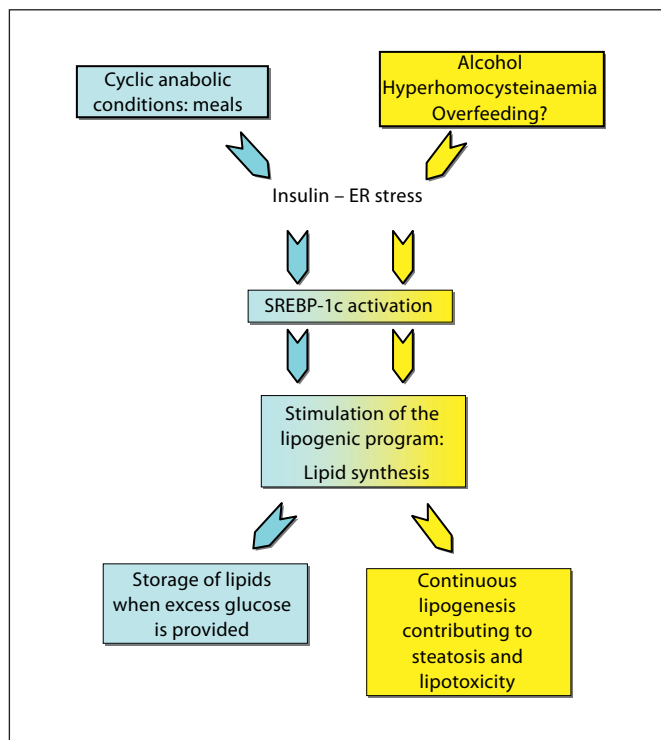 Cyclic anabolic
conditions: meals
Alcohol
Hyperhomocysteinaemia
Overfeeding?
Insulin – ER stress
SREBP-1c activation
Stimulation of the
lipogenic program:
Lipid synthesis
Storage of lipids
when excess glucose
is provided
Continuous
lipogenesis
contributing to
steatosis and
lipotoxicity